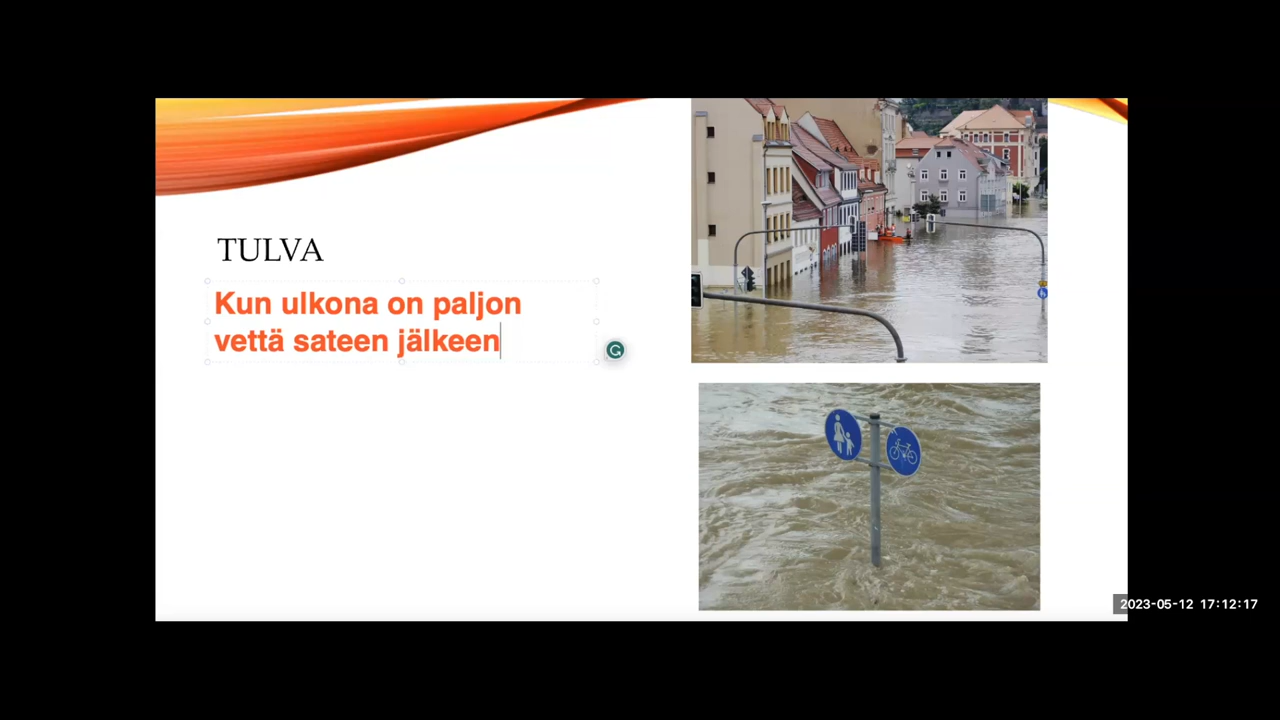 TULVA
Kun ulkona on paljon
vettä sateen jälkeen
2023-05-12 17:12:17